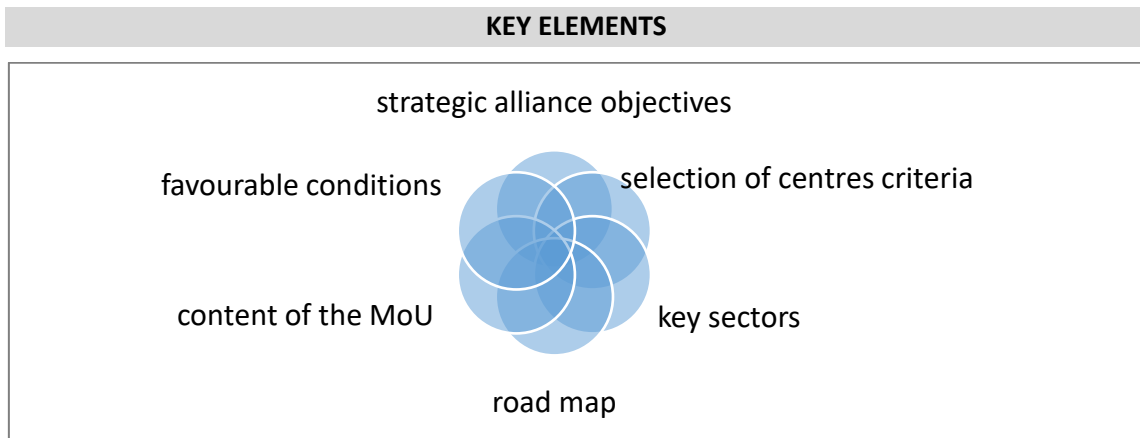 KEY ELEMENTS
strategic alliance objectives
favourable conditions
selection of centres criteria
content of the MoU
key sectors
road map